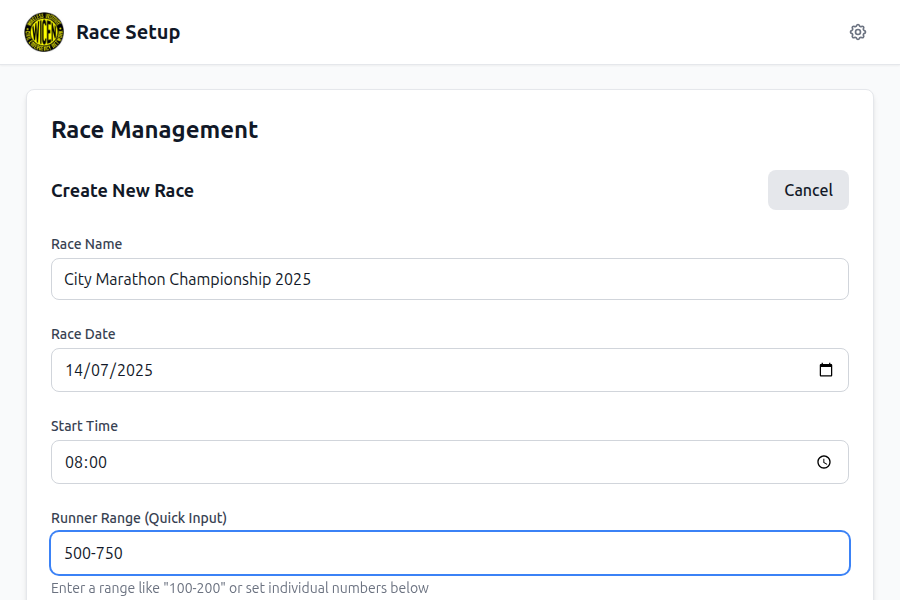 WICEN
Race Setup
Race Management
Create New Race
Cancel
Race Name
City Marathon Championship 2025
Race Date
14/07/2025
Start Time
08:00
Runner Range (Quick Input)
500-750
Enter a range like "100-200" or set individual numbers below